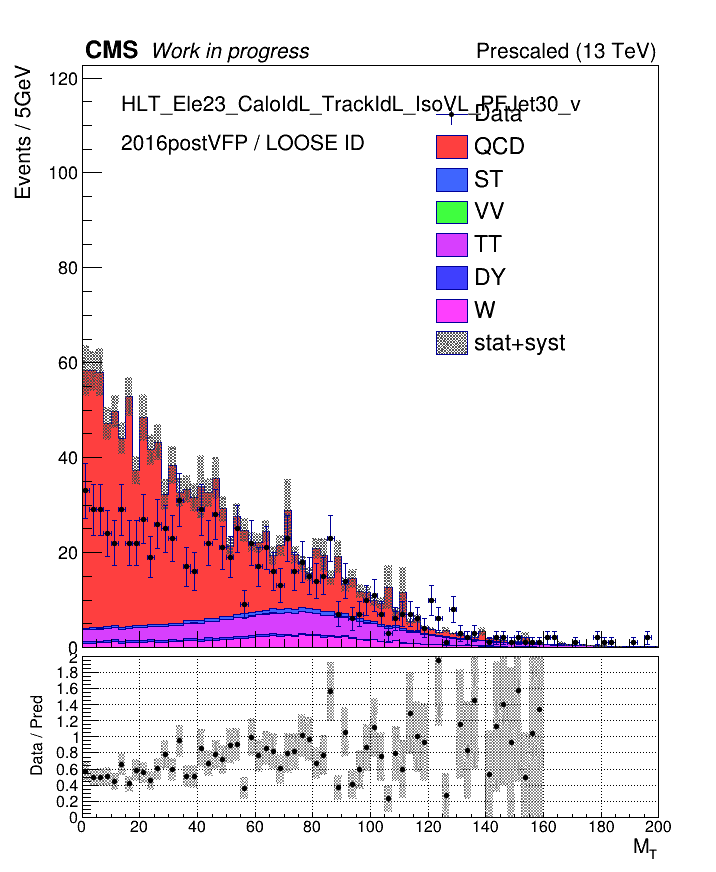 CMS Work in progress Prescaled (13 TeV)
Events / 5GeV
120
100
80
60
40
20
0
HLT_Ele23_CaloIdL_TrackIdL_IsoVL_PFJet30_v
2016postVFP / LOOSE ID
Data
QCD
ST
VV
TT
DY
W
stat+syst
Data / Pred
2
1.8
1.6
1.4
1.2
1
0.8
0.6
0.4
0.2
0
0 20 40 60 80 100 120 140 160 180 200
M_T